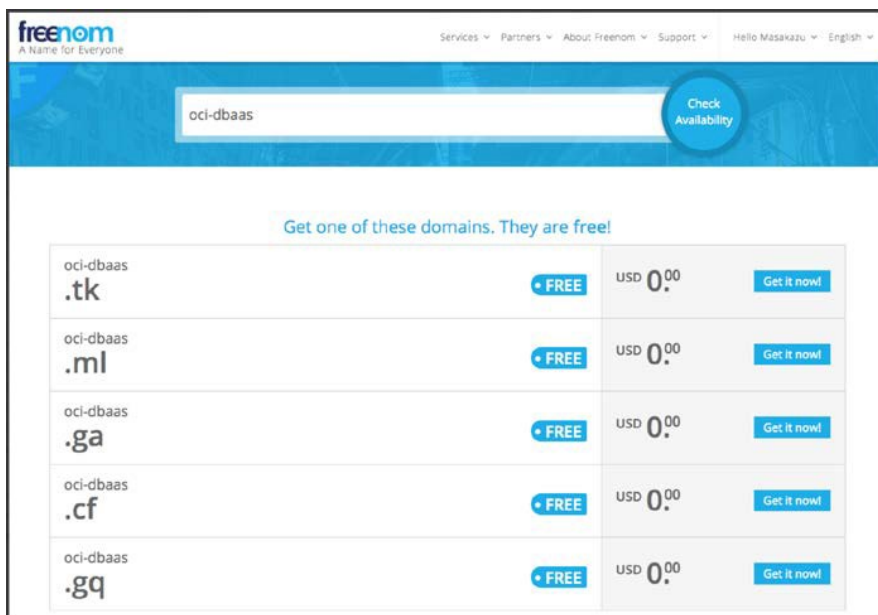 freenom
A Name for Everyone
Services Partners About Freenom Support Hello Masakazu English
oci-dbaas
Check
Availability
Get one of these domains. They are free!
oci-dbaas
.tk
FREE
USD 0.00
Get it now!
oci-dbaas
.ml
FREE
USD 0.00
Get it now!
oci-dbaas
.ga
FREE
USD 0.00
Get it now!
oci-dbaas
.cf
FREE
USD 0.00
Get it now!
oci-dbaas
.gq
FREE
USD 0.00
Get it now!